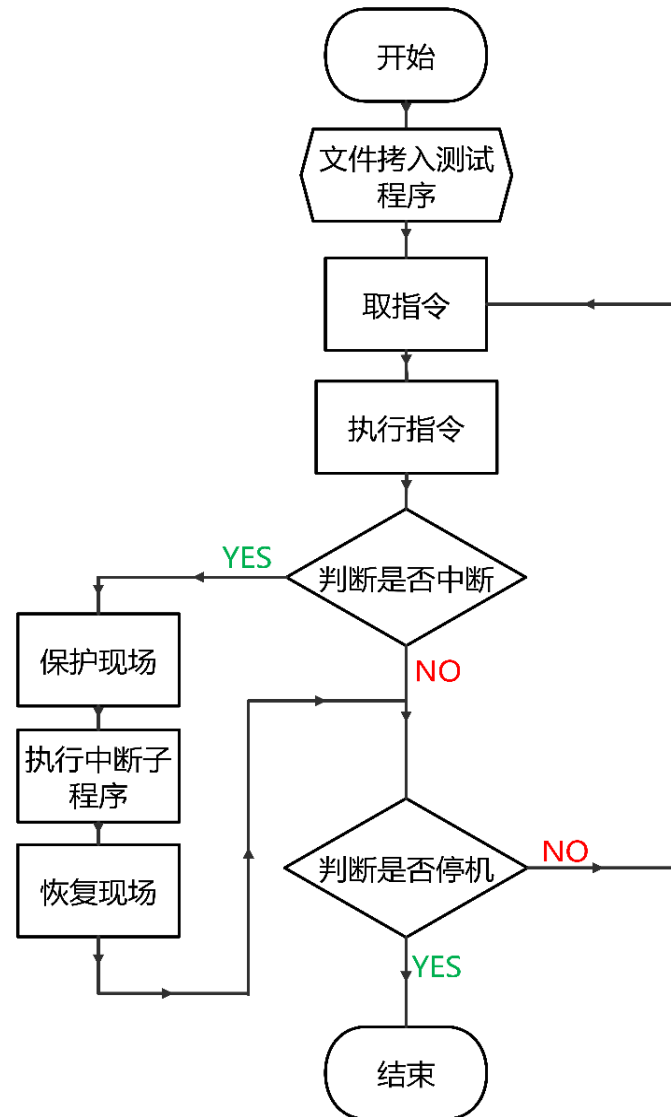 开始
文件拷入测试
程序
取指令
执行指令
YES
判断是否中断
保护现场
NO
执行中断子
程序
恢复现场
判断是否停机
NO
YES
结束